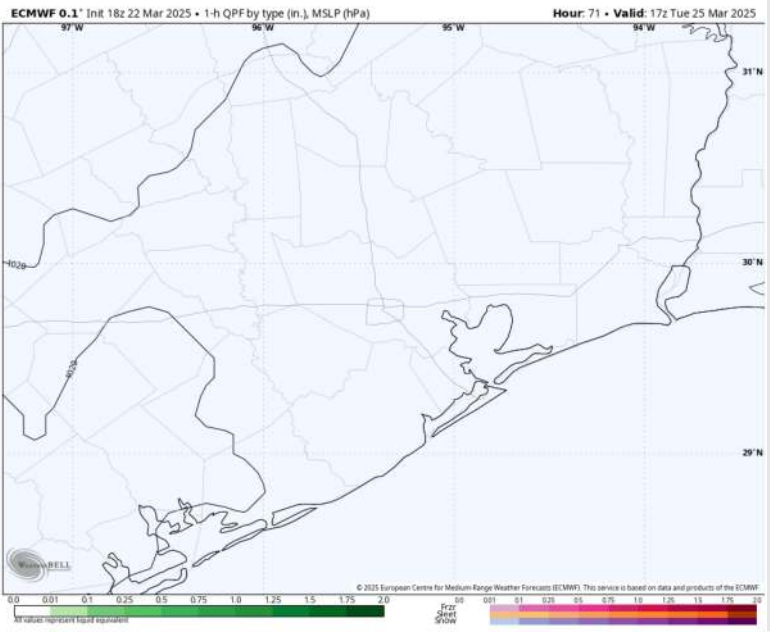 ECMWF 0.1° Init 18z 22 Mar 2025 • 1-h QPF by type (in.), MSLP (hPa) Hour: 71 • Valid: 17z Tue 25 Mar 2025
97°W 96°W 95°W 94°W
31°N
30°N
1020
1020
29°N
WEATHERBELL
© 2025 European Centre for Medium-Range Weather Forecasts (ECMWF). This service is based on data and products of the ECMWF.
0.0 0.01 0.1 0.25 0.5 0.75 1.0 1.25 1.5 1.75 2.0 0.0 0.01 0.1 0.25 0.5 0.75 1.0 1.25 1.5 1.75 2.0
All values represent liquid equivalent
Frzr
Sleet
Snow